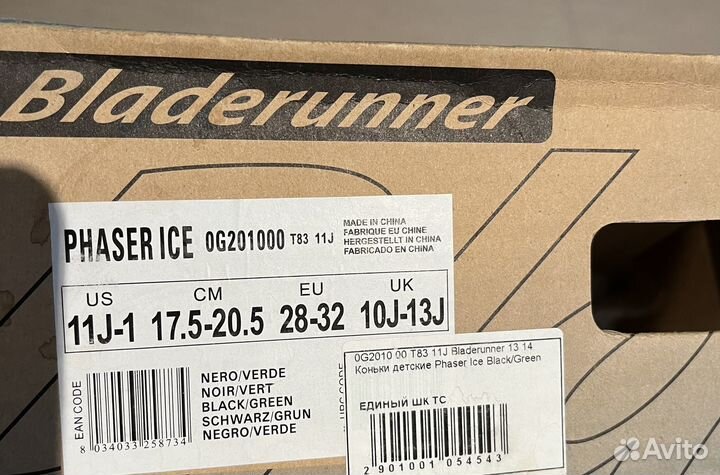 Bladerunner
PHASER ICE 0G201000 T83 11J
MADE IN CHINA
FABRIQUE EU CHINE
HERGESTELLT IN CHINA
FABRICADO EN CHINA
US CM EU UK
11J-1 17.5-20.5 28-32 10J-13J
EAN CODE
8 034033 258734
NERO/VERDE
NOIR/VERT
BLACK/GREEN
SCHWARZ/GRUN
NEGRO/VERDE
UPC CODE
0G2010 00 T83 11J Bladerunner 13 14
Коньки детские Phaser Ice Black/Green
ЕДИНЫЙ ШК ТС
2 901001 054543
Avito